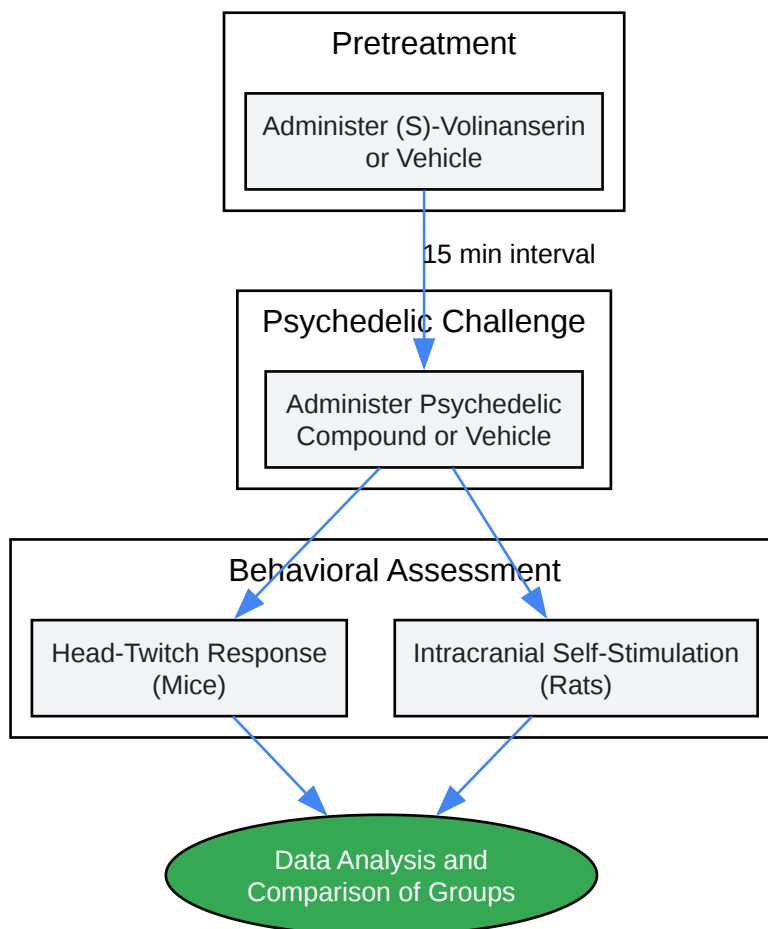 Pretreatment
Administer (S)-Volinanserin
or Vehicle
15 min interval
Psychedelic Challenge
Administer Psychedelic
Compound or Vehicle
Behavioral Assessment
Head-Twitch Response
(Mice)
Intracranial Self-Stimulation
(Rats)
Data Analysis and
Comparison of Groups